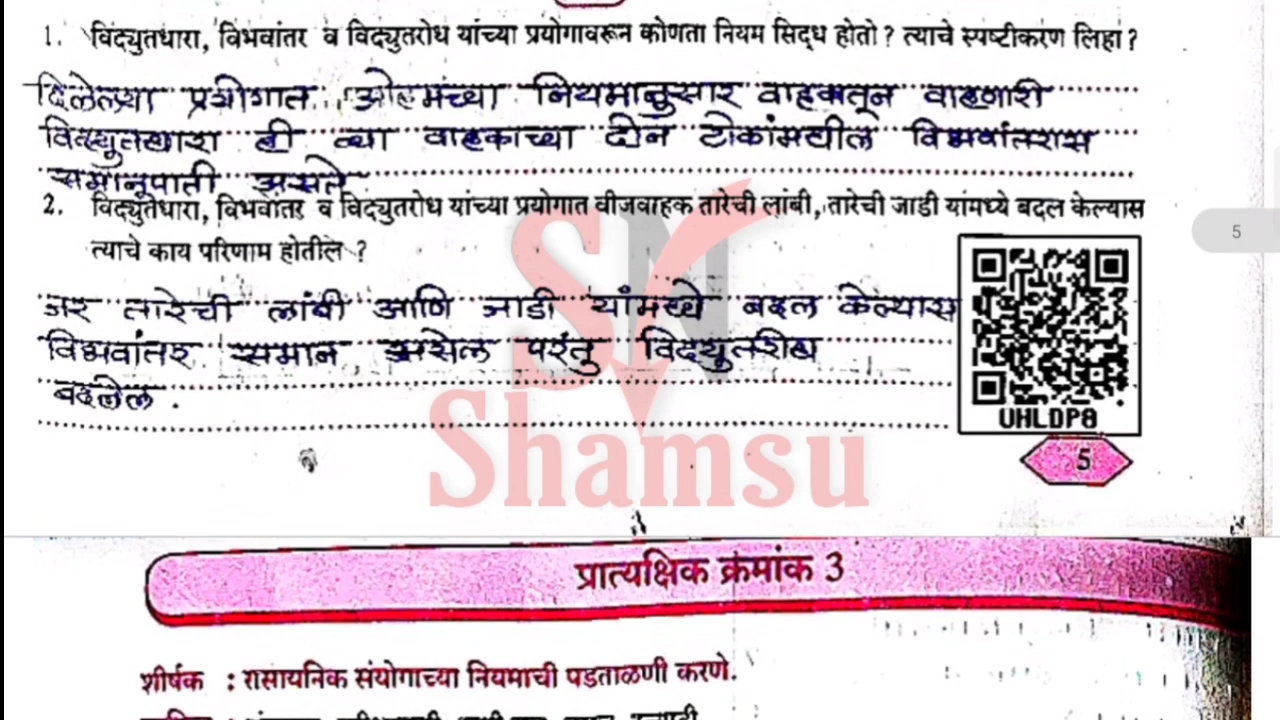 1. विद्युतधारा, विभवांतर व विद्युतरोध यांच्या प्रयोगावरून कोणता नियम सिद्ध होतो ? त्याचे स्पष्टीकरण लिहा ?
दिलेल्या प्रयोगात ओहमच्या नियमानुसार वाहकातून वाहणारी
विद्युतधारा ही त्या वाहकाच्या दोन टोकांमधील विभवांतरास
समानुपाती असते
2. विद्युतधारा, विभवांतर व विद्युतरोध यांच्या प्रयोगात वीजवाहक तारेची लांबी, तारेची जाडी यांमध्ये बदल केल्यास
त्याचे काय परिणाम होतील ?
जर तारेची लांबी आणि जाडी यांमध्ये बदल केल्यास
विभवांतर समान असेल परंतु विद्युतरोध
बदलेल .
SN
Shamsu
UHLDP8
5
5
प्रात्यक्षिक क्रमांक 3
शीर्षक : रासायनिक संयोगाच्या नियमाची पडताळणी करणे.